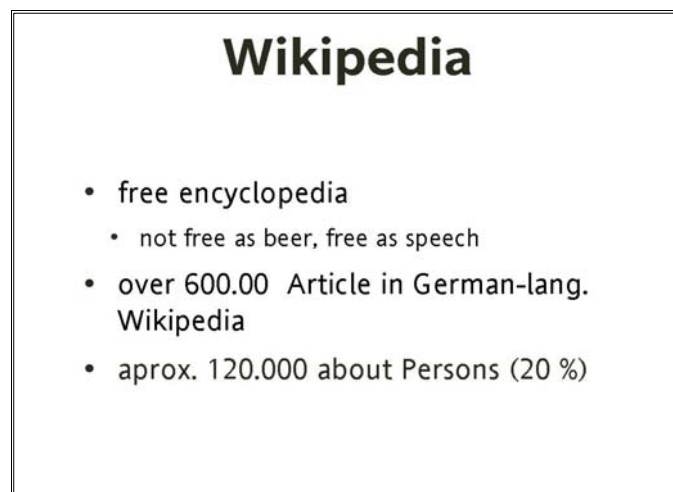 Wikipedia
• free encyclopedia
• not free as beer, free as speech
• over 600.00 Article in German-lang.
Wikipedia
• aprox. 120.000 about Persons (20 %)